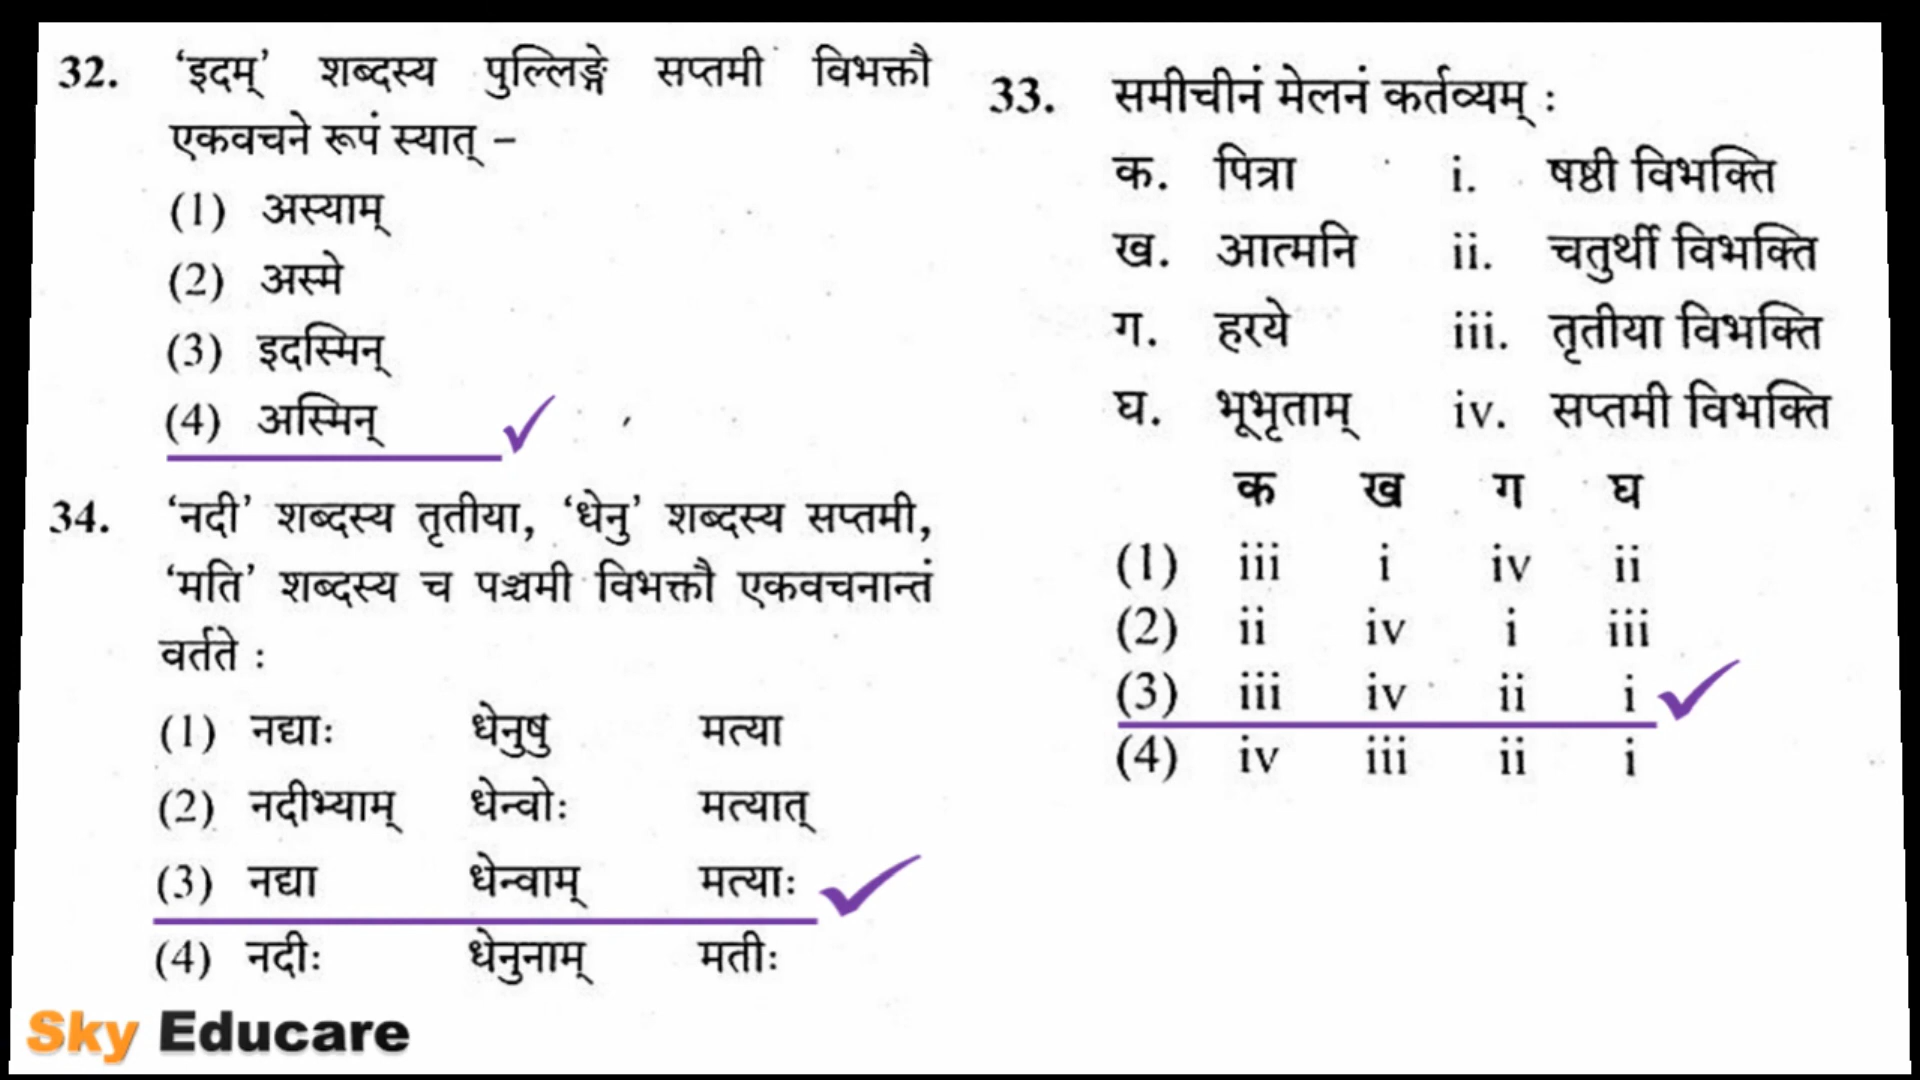 32. ‘इदम्’ शब्दस्य पुल्लिङ्गे सप्तमी विभक्तौ
एकवचने रूपं स्यात् –
(1) अस्याम्
(2) अस्मे
(3) इदस्मिन्
(4) अस्मिन्
34. ‘नदी’ शब्दस्य तृतीया, ‘धेनु’ शब्दस्य सप्तमी,
‘मति’ शब्दस्य च पञ्चमी विभक्तौ एकवचनान्तं
वर्तते :
(1) नद्याः धेनुषु मत्या
(2) नदीभ्याम् धेन्वोः मत्यात्
(3) नद्या धेन्वाम् मत्याः
(4) नदीः धेनुनाम् मतीः
33. समीचीनं मेलनं कर्तव्यम् :
क. पित्रा i. षष्ठी विभक्ति
ख. आत्मनि ii. चतुर्थी विभक्ति
ग. हरये iii. तृतीया विभक्ति
घ. भूभृताम् iv. सप्तमी विभक्ति
क ख ग घ
(1) iii i iv ii
(2) ii iv i iii
(3) iii iv ii i
(4) iv iii ii i
Sky Educare